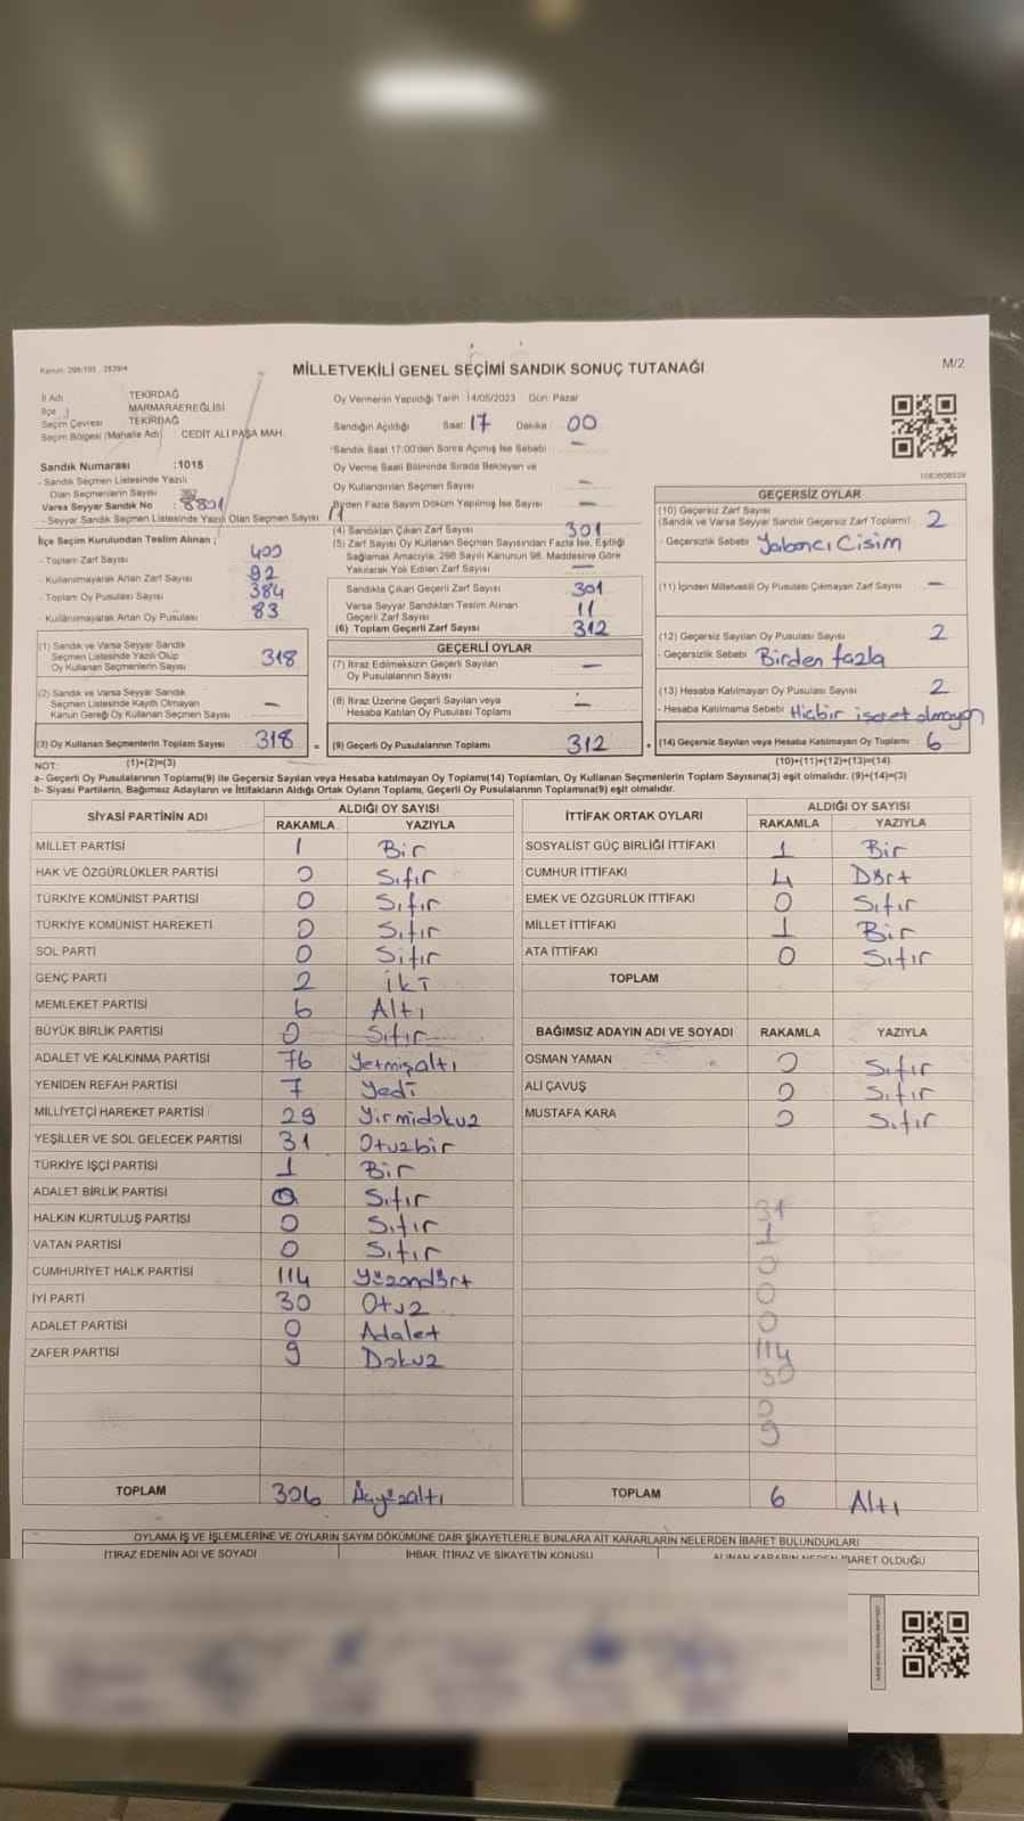 MİLLETVEKİLİ GENEL SEÇİMİ SANDIK SONUÇ TUTANAĞI
M/2
İl Adı TEKİRDAĞ
İlçe MARMARAEREĞLİSİ
Seçim Çevresi TEKİRDAĞ
Seçim Bölgesi (Mahalle Adı) CEDİT ALİ PAŞA MAH.
Sandık Numarası :1015
- Sandık Seçmen Listesinde Yazılı
Olan Seçmenlerin Sayısı
Varsa Seyyar Sandık No : 8801
- Seyyar Sandık Seçmen Listesinde Yazılı Olan Seçmen Sayısı 11
İlçe Seçim Kurulundan Teslim Alınan ;
- Toplam Zarf Sayısı 400
- Kullanılmayarak Artan Zarf Sayısı 92
- Toplam Oy Pusulası Sayısı 384
- Kullanılmayarak Artan Oy Pusulası 83
(1) Sandık ve Varsa Seyyar Sandık
Seçmen Listesinde Yazılı Olup
Oy Kullanan Seçmenlerin Sayısı 318
(2) Sandık ve Varsa Seyyar Sandık
Seçmen Listesinde Kayıtlı Olmayan
Kanun Gereği Oy Kullanan Seçmen Sayısı -
(3) Oy Kullanan Seçmenlerin Toplam Sayısı 318
Oy Vermenin Yapıldığı Tarih : 14/05/2023 Gün: Pazar
Sandığın Açıldığı Saat: 17 Dakika 00
Sandık Saat 17:00'den Sonra Açılmış İse Sebebi -
Oy Verme Saati Bitiminde Sırada Bekleyen ve
Oy Kullandırılan Seçmen Sayısı -
Birden Fazla Sayım Döküm Yapılmış İse Sayısı -
(4) Sandıktan Çıkan Zarf Sayısı 301
(5) Zarf Sayısı Oy Kullanan Seçmen Sayısından Fazla İse, Eşitliği
Sağlamak Amacıyla, 298 Sayılı Kanunun 98. Maddesine Göre
Yakılarak Yok Edilen Zarf Sayısı -
Sandıkta Çıkan Geçerli Zarf Sayısı 301
Varsa Seyyar Sandıktan Teslim Alınan
Geçerli Zarf Sayısı 11
(6) Toplam Geçerli Zarf Sayısı 312
GEÇERLİ OYLAR
(7) İtiraz Edilmeksizin Geçerli Sayılan
Oy Pusulalarının Sayısı -
(8) İtiraz Üzerine Geçerli Sayılan veya
Hesaba Katılan Oy Pusulası Toplamı -
= (9) Geçerli Oy Pusulalarının Toplamı 312
GEÇERSİZ OYLAR
(10) Geçersiz Zarf Sayısı
(Sandık ve Varsa Seyyar Sandık Geçersiz Zarf Toplamı) 2
- Geçersizlik Sebebi Yabancı Cisim
(11) İçinden Milletvekili Oy Pusulası Çıkmayan Zarf Sayısı -
(12) Geçersiz Sayılan Oy Pusulası Sayısı 2
- Geçersizlik Sebebi Birden fazla
(13) Hesaba Katılmayan Oy Pusulası Sayısı 2
- Hesaba Katılmama Sebebi Hiçbir işaret olmayan
+ (14) Geçersiz Sayılan veya Hesaba Katılmayan Oy Toplamı 6
NOT: (1)+(2)=(3) (10)+(11)+(12)+(13)=(14)
a- Geçerli Oy Pusulalarının Toplamı(9) ile Geçersiz Sayılan veya Hesaba katılmayan Oy Toplamı(14) Toplamları, Oy Kullanan Seçmenlerin Toplam Sayısına(3) eşit olmalıdır. (9)+(14)=(3)
b- Siyasi Partilerin, Bağımsız Adayların ve İttifakların Aldığı Ortak Oyların Toplamı, Geçerli Oy Pusulalarının Toplamına(9) eşit olmalıdır.
SİYASİ PARTİNİN ADI ALDIĞI OY SAYISI
RAKAMLA YAZIYLA
MİLLET PARTİSİ 1 Bir
HAK VE ÖZGÜRLÜKLER PARTİSİ 0 Sıfır
TÜRKİYE KOMÜNİST PARTİSİ 0 Sıfır
TÜRKİYE KOMÜNİST HAREKETİ 0 Sıfır
SOL PARTİ 0 Sıfır
GENÇ PARTİ 2 İki
MEMLEKET PARTİSİ 6 Altı
BÜYÜK BİRLİK PARTİSİ 0 Sıfır
ADALET VE KALKINMA PARTİSİ 76 Yetmişaltı
YENİDEN REFAH PARTİSİ 7 Yedi
MİLLİYETÇİ HAREKET PARTİSİ 29 Yirmidokuz
YEŞİLLER VE SOL GELECEK PARTİSİ 31 Otuzbir
TÜRKİYE İŞÇİ PARTİSİ 1 Bir
ADALET BİRLİK PARTİSİ 0 Sıfır
HALKIN KURTULUŞ PARTİSİ 0 Sıfır
VATAN PARTİSİ 0 Sıfır
CUMHURİYET HALK PARTİSİ 114 Yüzondört
İYİ PARTİ 30 Otuz
ADALET PARTİSİ 0 Adalet
ZAFER PARTİSİ 9 Dokuz
TOPLAM 306 Üçyüzaltı
İTTİFAK ORTAK OYLARI ALDIĞI OY SAYISI
RAKAMLA YAZIYLA
SOSYALİST GÜÇ BİRLİĞİ İTTİFAKI 1 Bir
CUMHUR İTTİFAKI 4 Dört
EMEK VE ÖZGÜRLÜK İTTİFAKI 0 Sıfır
MİLLET İTTİFAKI 1 Bir
ATA İTTİFAKI 0 Sıfır
TOPLAM
BAĞIMSIZ ADAYIN ADI VE SOYADI RAKAMLA YAZIYLA
OSMAN YAMAN 0 Sıfır
ALİ ÇAVUŞ 0 Sıfır
MUSTAFA KARA 0 Sıfır
31
1
0
0
0
114
30
0
9
TOPLAM 6 Altı
OYLAMA İŞ VE İŞLEMLERİNE VE OYLARIN SAYIM DÖKÜMÜNE DAİR ŞİKAYETLERLE BUNLARA AİT KARARLARIN NELERDEN İBARET BULUNDUKLARI
İTİRAZ EDENİN ADI VE SOYADI İHBAR, İTİRAZ VE ŞİKAYETİN KONUSU ALINAN KARARIN NEDEN İBARET OLDUĞU